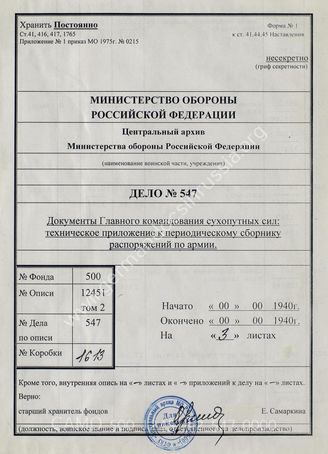 Хранить Постоянно
Форма № 1
Ст.41, 416, 417, 1765
к ст. 41,44,45 Наставления
Приложение № 1 приказ МО 1975г. № 0215
несекретно
(гриф секретности)
МИНИСТЕРСТВО ОБОРОНЫ
РОССИЙСКОЙ ФЕДЕРАЦИИ
Центральный архив
Министерства обороны Российской Федерации
(наименование воинской части, учреждения)
ДЕЛО № 547
Документы Главного командования сухопутных сил:
техническое приложение к периодическому сборнику
распоряжений по армии.
№ Фонда 500
№ Описи 12451
том 2
№ Дела 547
по описи
№ Коробки 1613
Начато « 00 » 00 1940г.
Окончено « 00 » 00 1940г.
На « 3 » листах
Кроме того, внутренняя опись на «-» листах и «-» приложений к делу на «-» листах.
Верно:
старший хранитель фондов Е. Самаркина
(должность, воинское звание и подпись ответственного за делопроизводство)